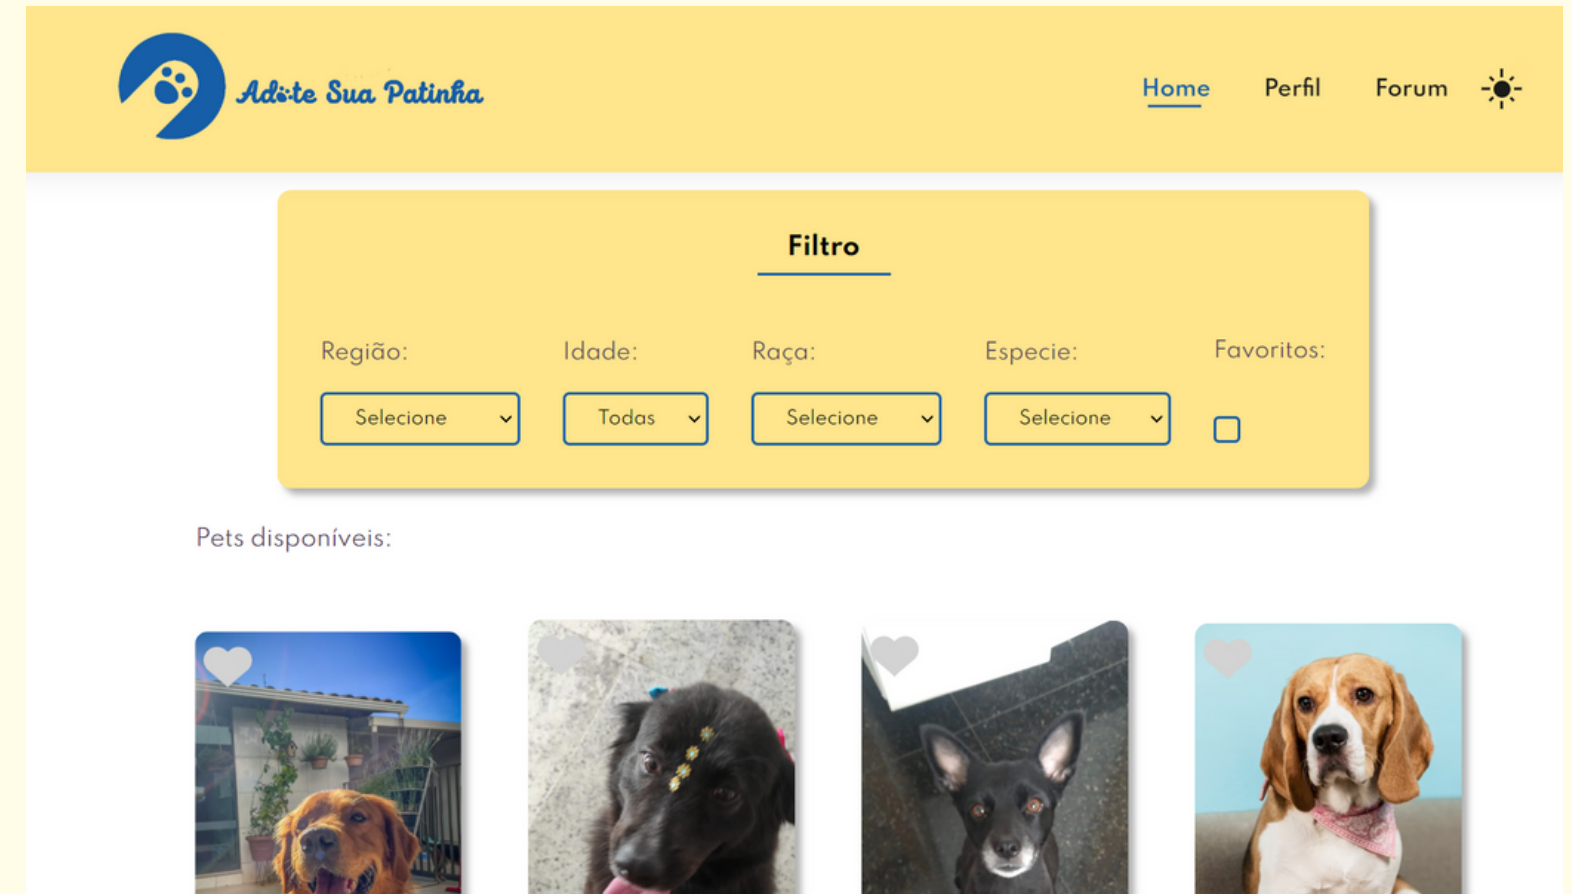 Adote Sua Patinha
Home Perfil Forum
Filtro
Região: Idade: Raça: Especie: Favoritos:
Selecione Todas Selecione Selecione
Pets disponíveis: